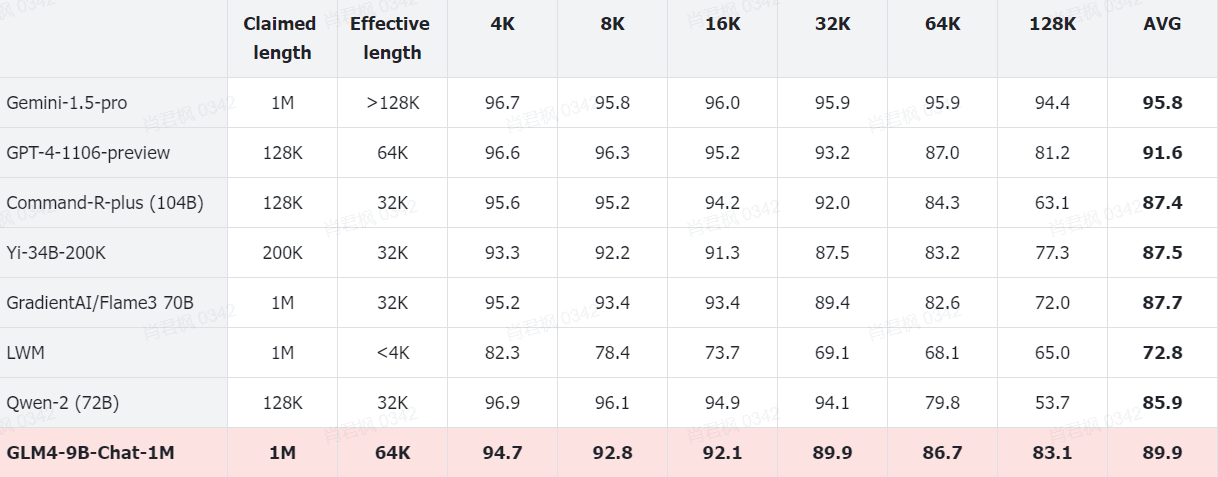 Claimed length Effective length 4K 8K 16K 32K 64K 128K AVG
Gemini-1.5-pro 1M >128K 96.7 95.8 96.0 95.9 95.9 94.4 95.8
GPT-4-1106-preview 128K 64K 96.6 96.3 95.2 93.2 87.0 81.2 91.6
Command-R-plus (104B) 128K 32K 95.6 95.2 94.2 92.0 84.3 63.1 87.4
Yi-34B-200K 200K 32K 93.3 92.2 91.3 87.5 83.2 77.3 87.5
GradientAI/Flame3 70B 1M 32K 95.2 93.4 93.4 89.4 82.6 72.0 87.7
LWM 1M <4K 82.3 78.4 73.7 69.1 68.1 65.0 72.8
Qwen-2 (72B) 128K 32K 96.9 96.1 94.9 94.1 79.8 53.7 85.9
GLM4-9B-Chat-1M 1M 64K 94.7 92.8 92.1 89.9 86.7 83.1 89.9
肖君枫 0342